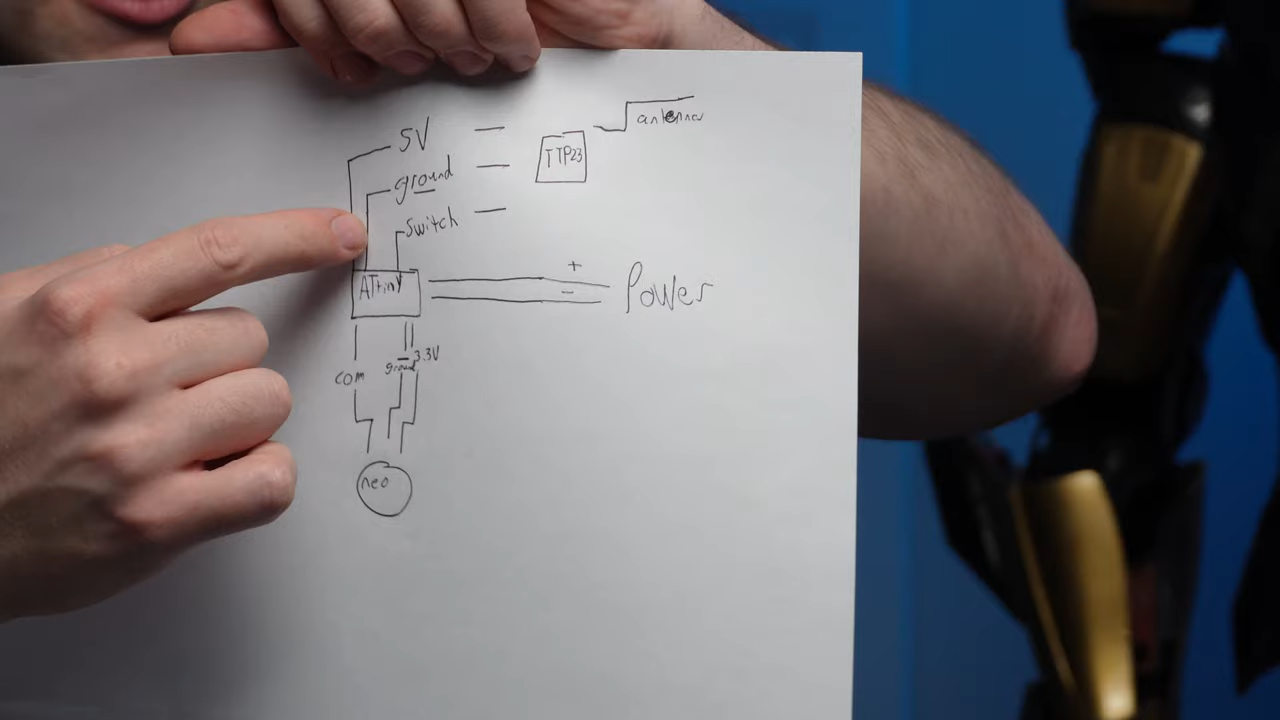 5V
antenna
TTP23
ground
Switch
ATtiny
+
-
Power
3.3V
ground
com
neo